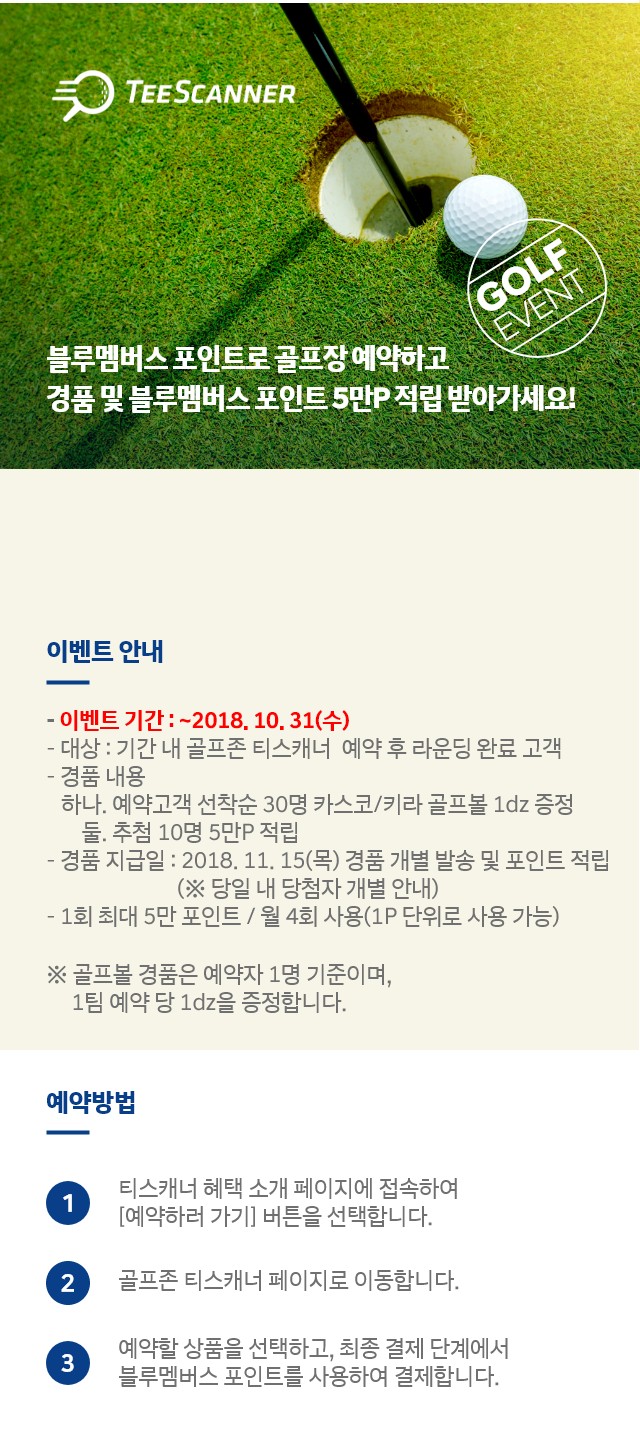 TEESCANNER
GOLF
EVENT
블루멤버스 포인트로 골프장 예약하고
경품 및 블루멤버스 포인트 5만P 적립 받아가세요!
이벤트 안내
- 이벤트 기간 : ~2018. 10. 31(수)
- 대상 : 기간 내 골프존 티스캐너 예약 후 라운딩 완료 고객
- 경품 내용
하나. 예약고객 선착순 30명 카스코/키라 골프볼 1dz 증정
둘. 추첨 10명 5만P 적립
- 경품 지급일 : 2018. 11. 15(목) 경품 개별 발송 및 포인트 적립
(※ 당일 내 당첨자 개별 안내)
- 1회 최대 5만 포인트 / 월 4회 사용(1P 단위로 사용 가능)
※ 골프볼 경품은 예약자 1명 기준이며,
1팀 예약 당 1dz을 증정합니다.
예약방법
1 티스캐너 혜택 소개 페이지에 접속하여
[예약하러 가기] 버튼을 선택합니다.
2 골프존 티스캐너 페이지로 이동합니다.
3 예약할 상품을 선택하고, 최종 결제 단계에서
블루멤버스 포인트를 사용하여 결제합니다.